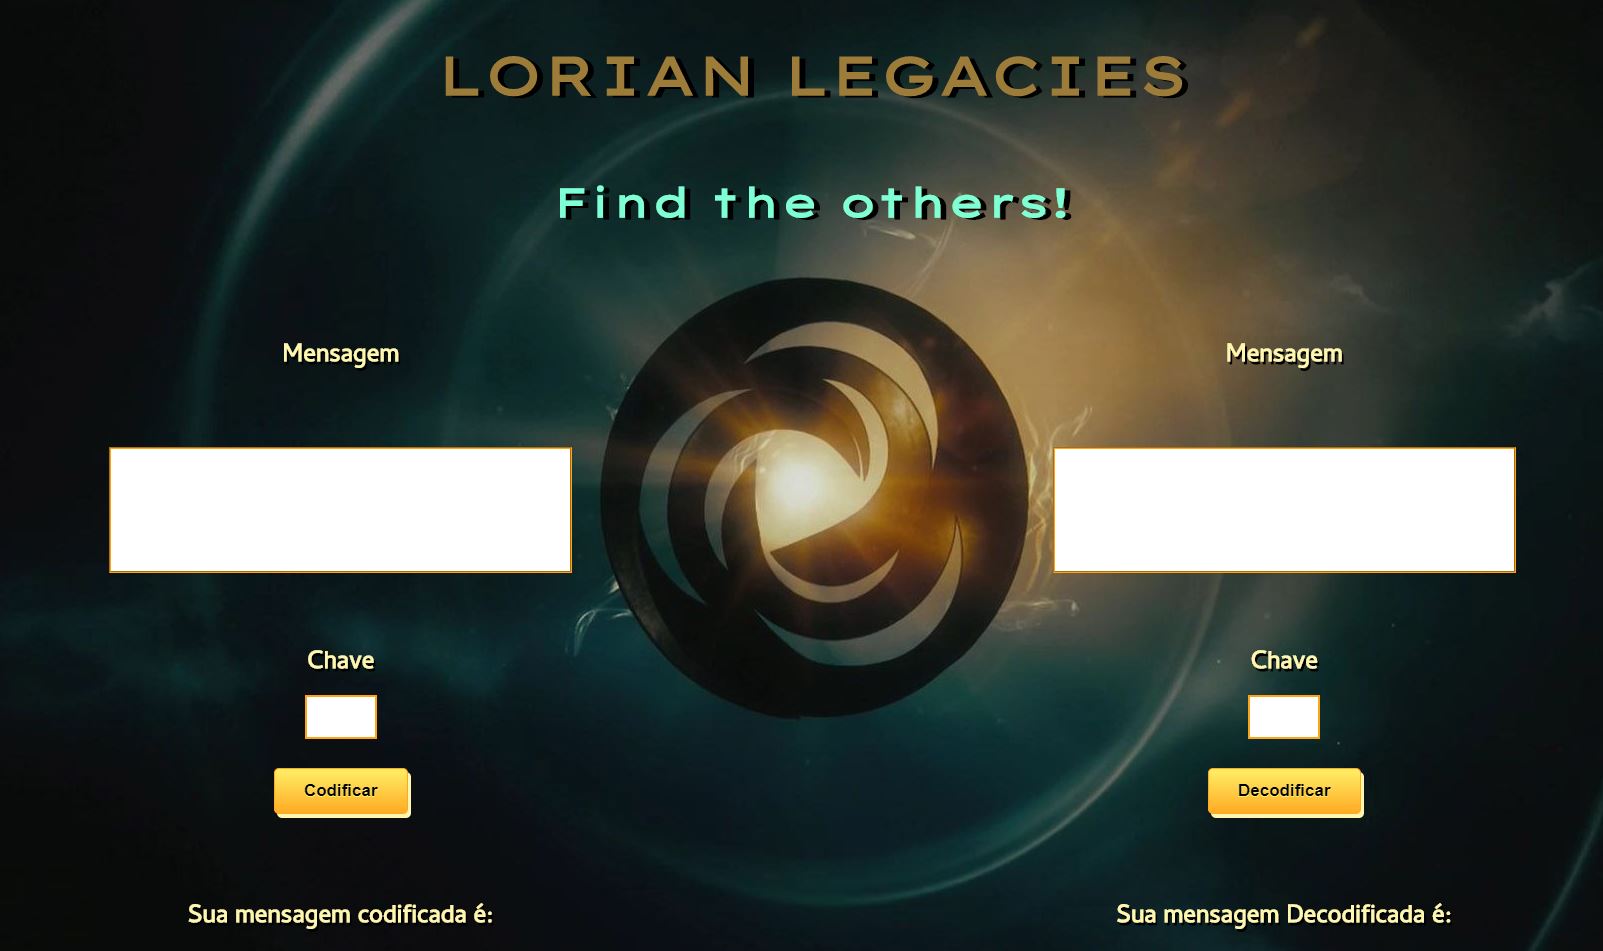 LORIAN LEGACIES
Find the others!
Mensagem
Chave
Codificar
Sua mensagem codificada é:
Mensagem
Chave
Decodificar
Sua mensagem Decodificada é: